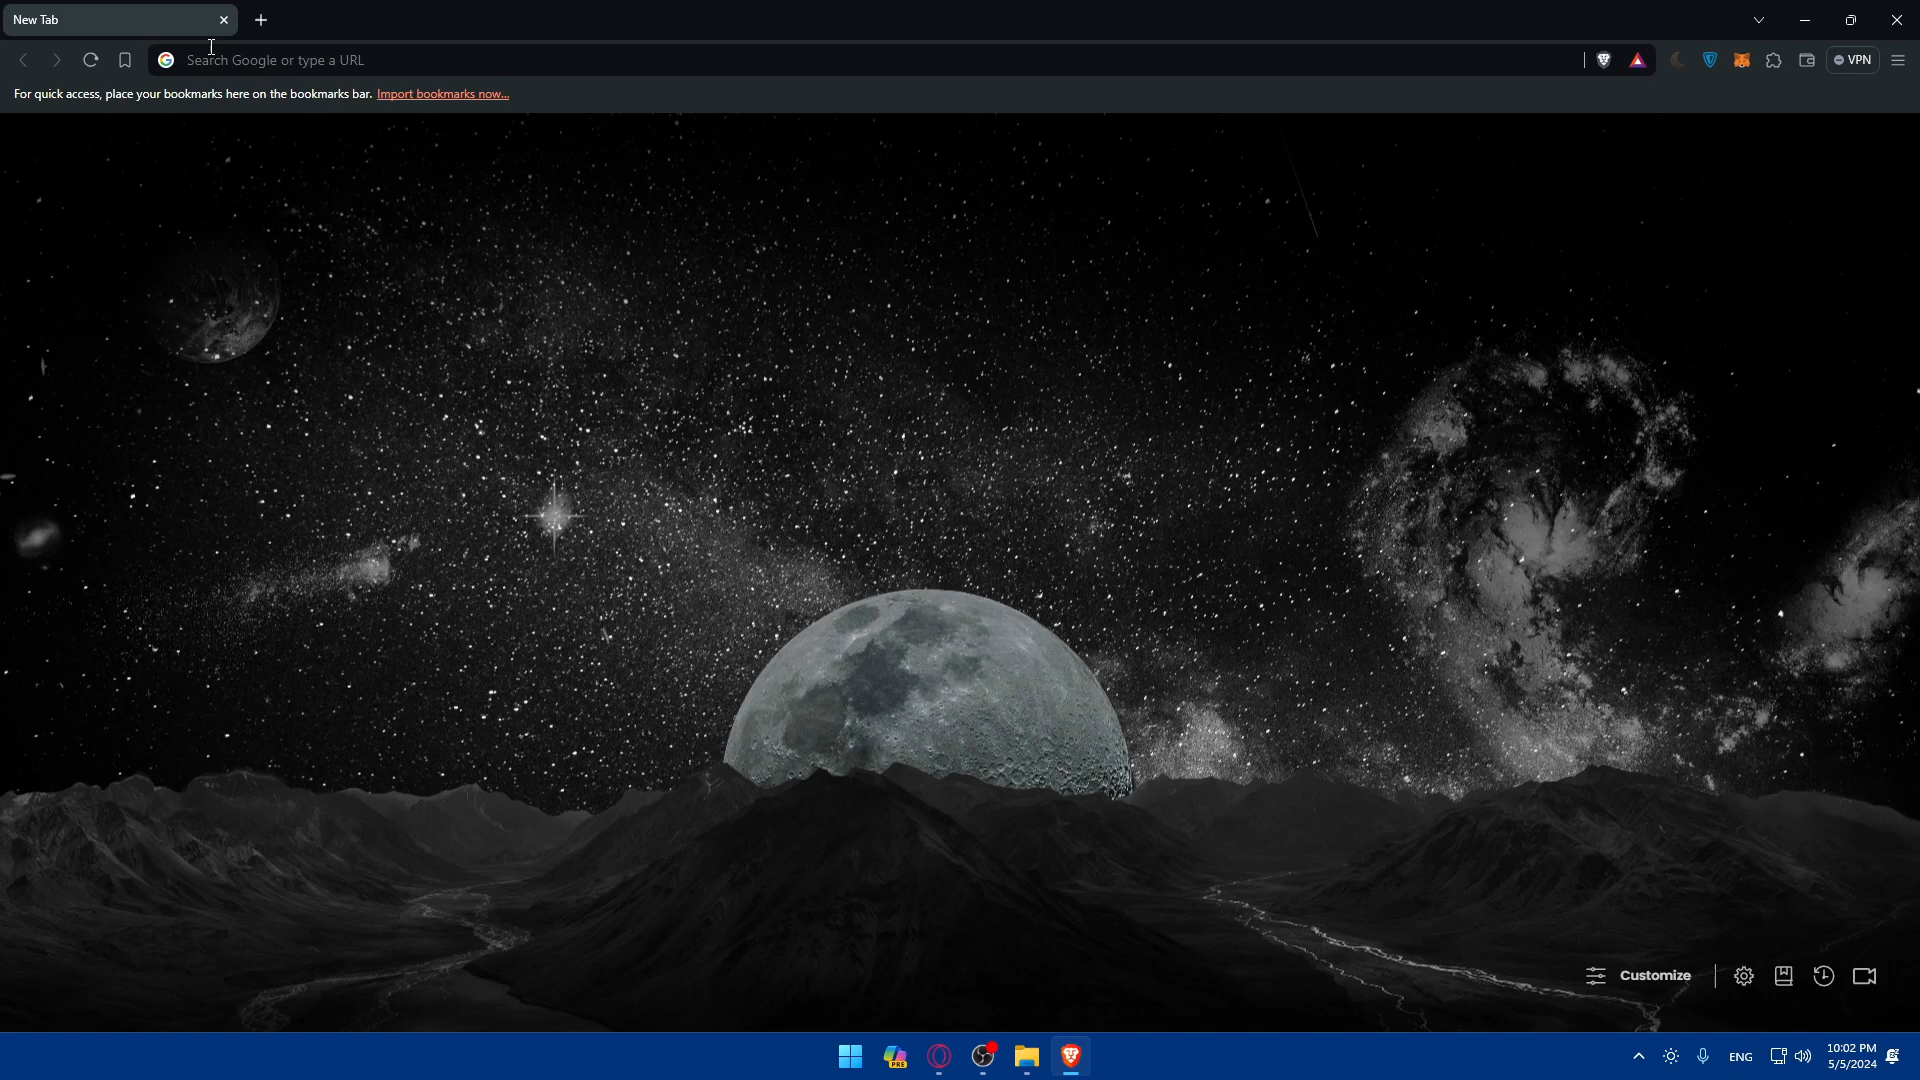 New Tab
Search Google or type a URL
VPN
For quick access, place your bookmarks here on the bookmarks bar. Import bookmarks now...
Customize
PRE
ENG
10:02 PM
5/5/2024